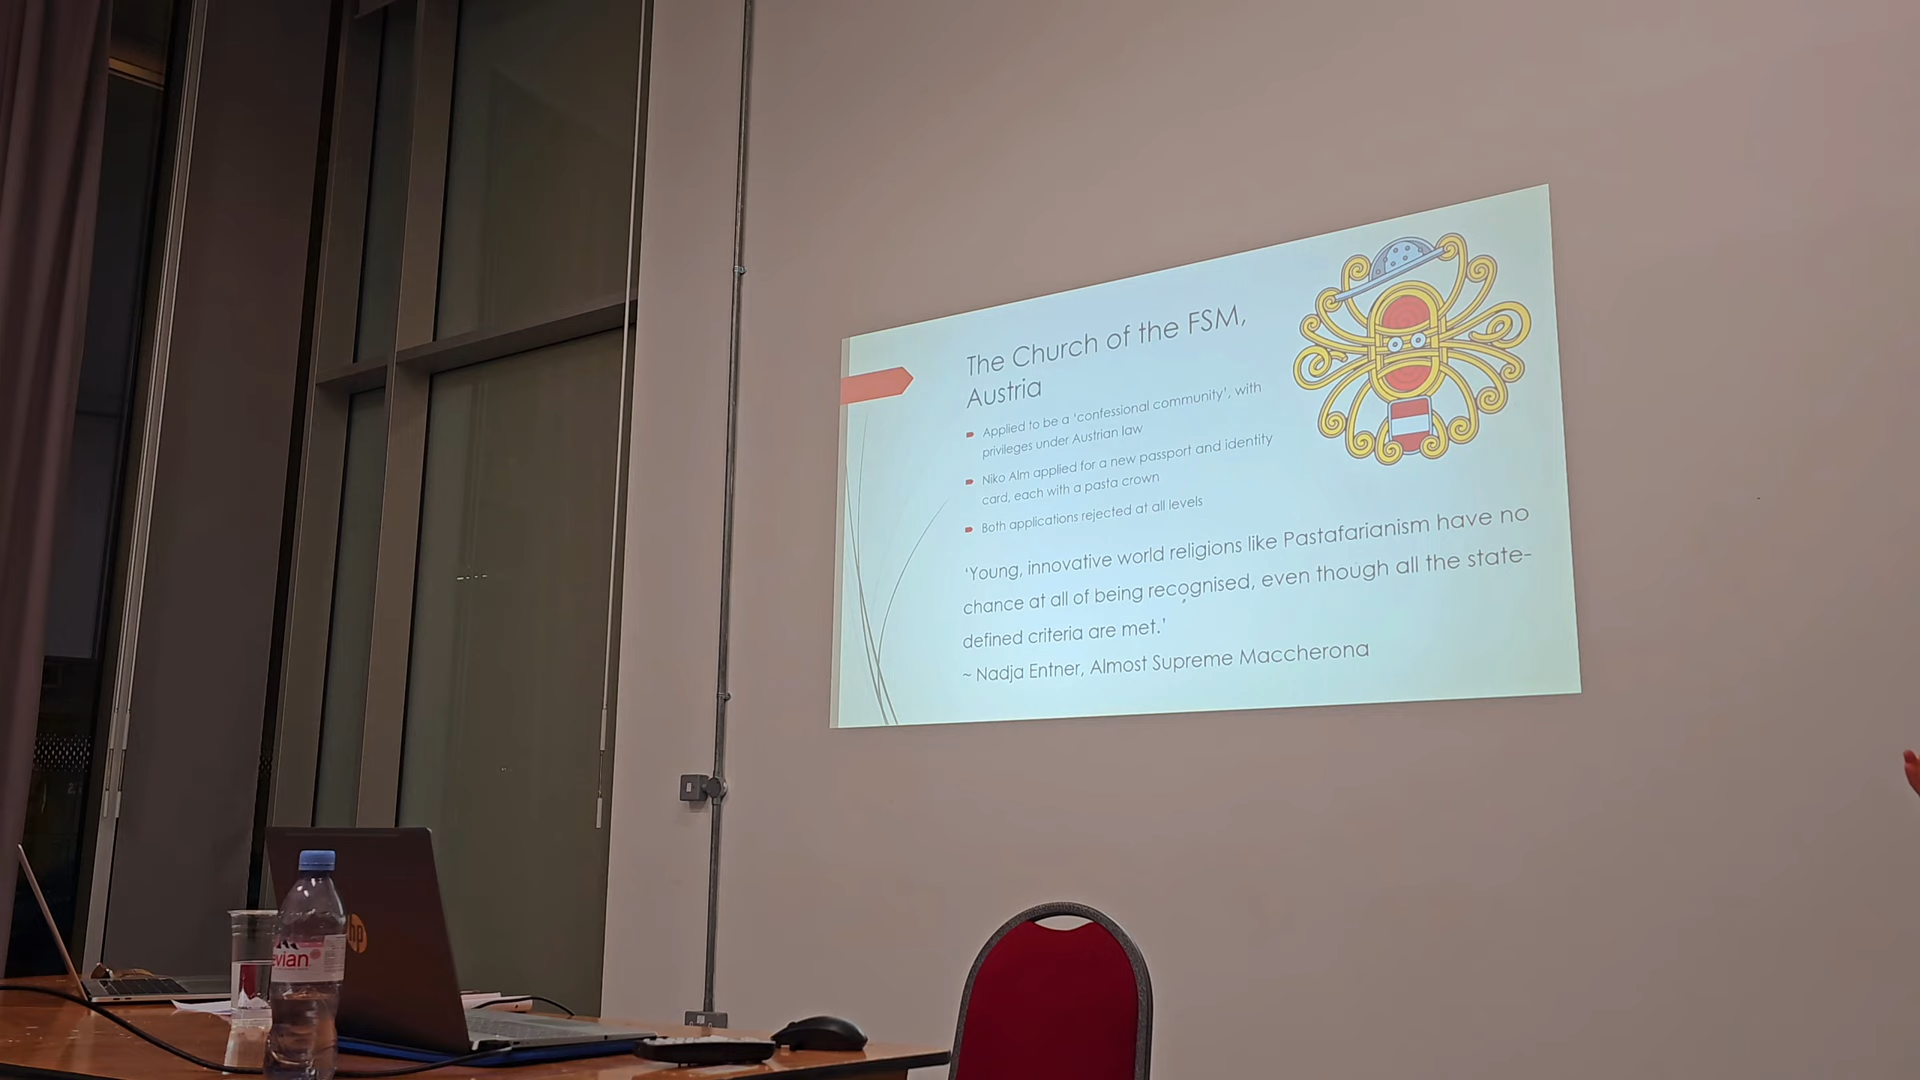 The Church of the FSM,
Austria
Applied to be a 'confessional community', with
privileges under Austrian law
Niko Alm applied for a new passport and identity
card, each with a pasta crown
Both applications rejected at all levels
'Young, innovative world religions like Pastafarianism have no
chance at all of being recognised, even though all the state-
defined criteria are met.'
~ Nadja Entner, Almost Supreme Maccherona
hp
evian